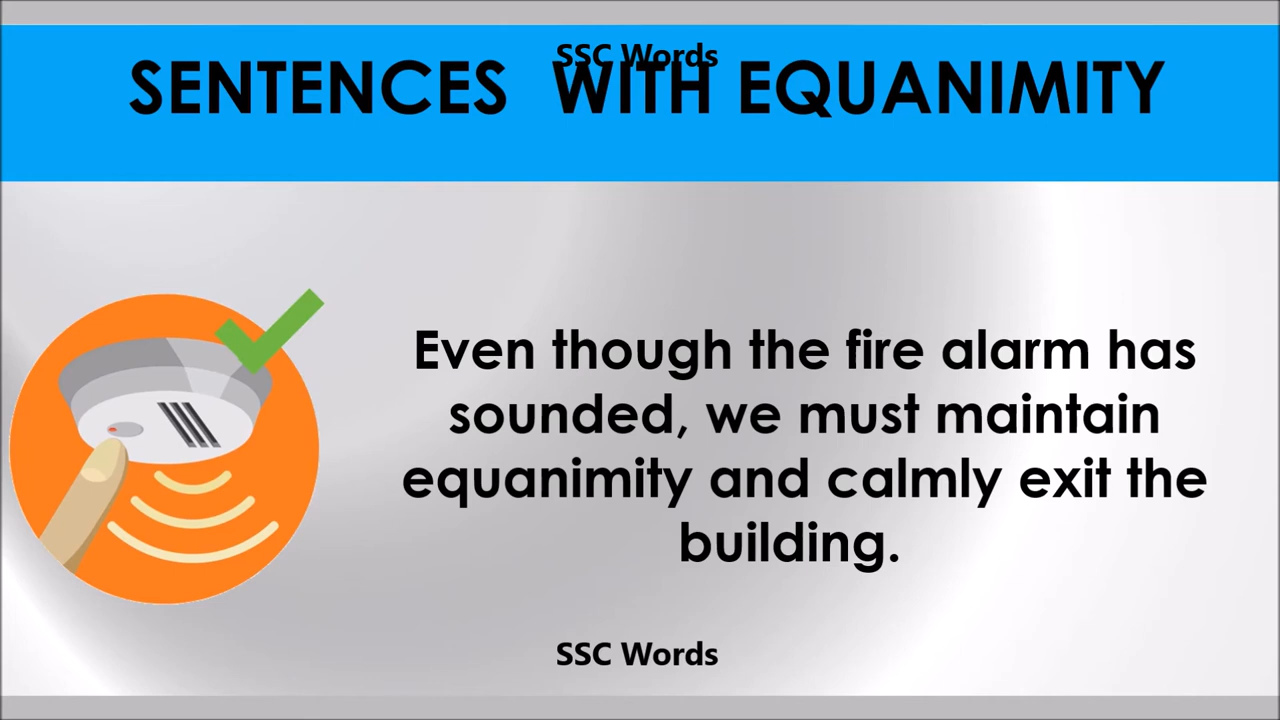 SSC Words
SENTENCES WITH EQUANIMITY
Even though the fire alarm has
sounded, we must maintain
equanimity and calmly exit the
building.
SSC Words